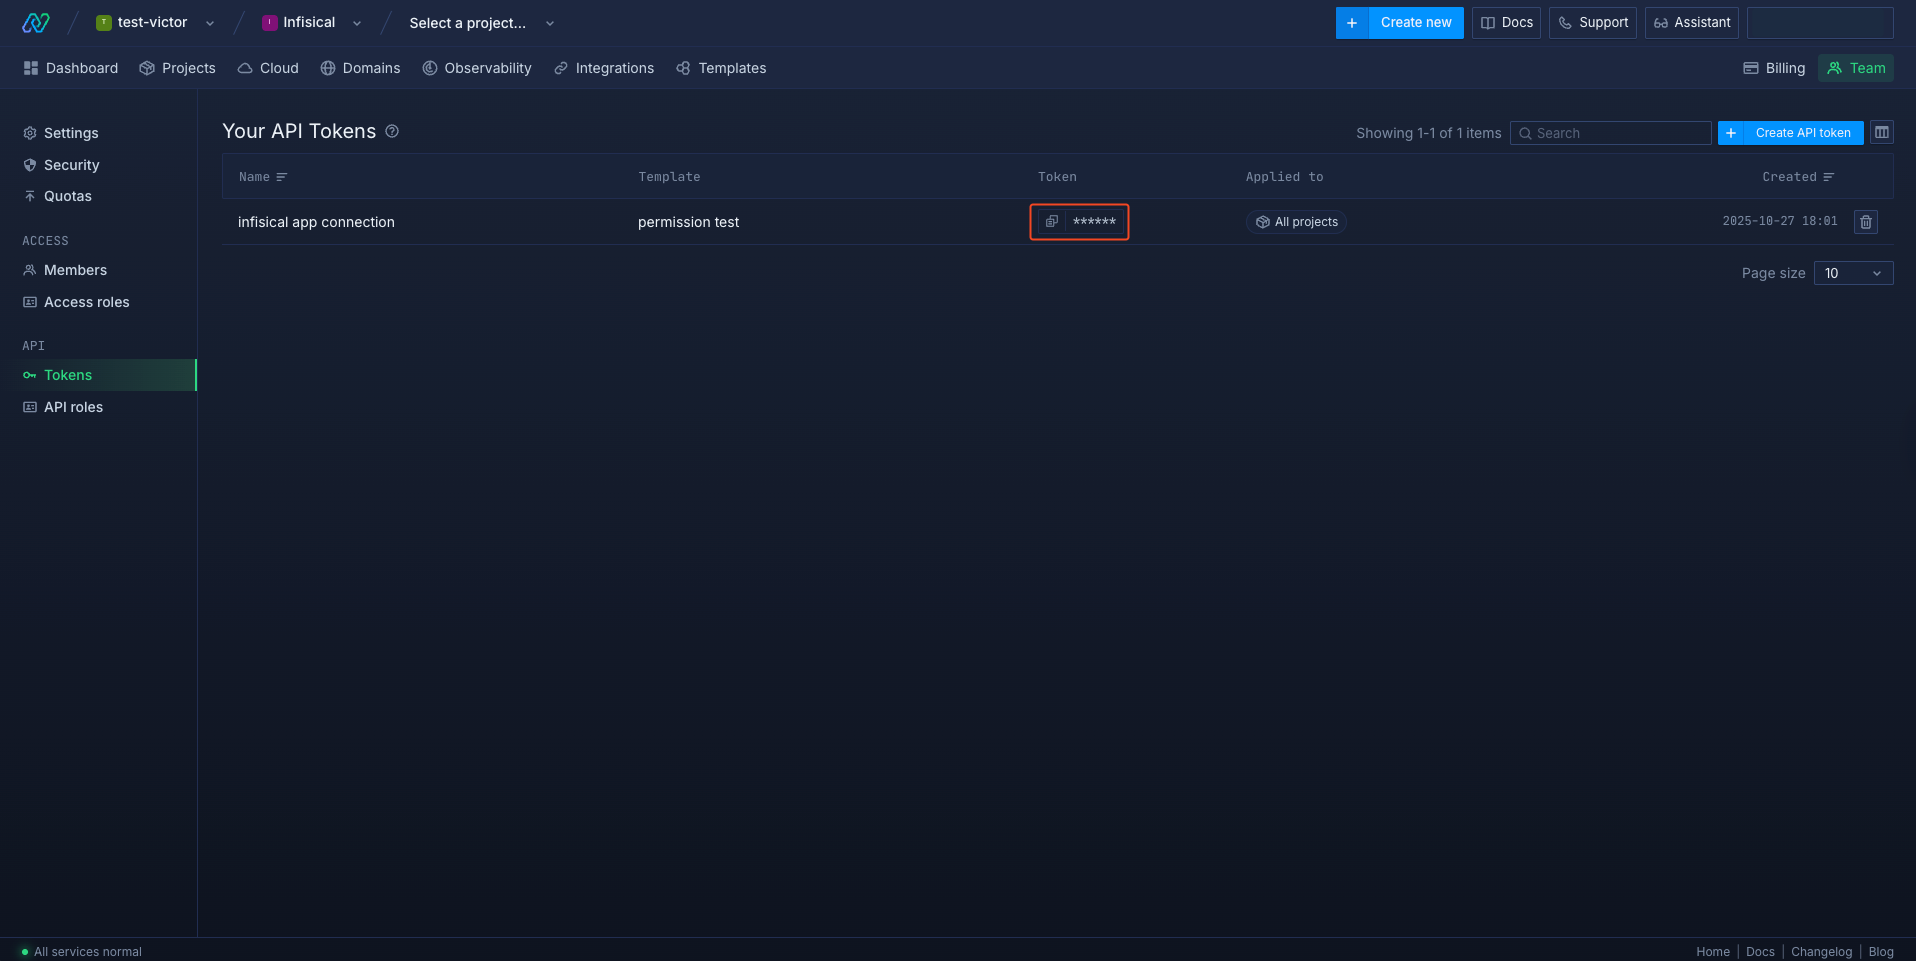 T test-victor I Infisical Select a project... Create new Docs Support Assistant
Dashboard Projects Cloud Domains Observability Integrations Templates Billing Team
Settings
Security
Quotas
ACCESS
Members
Access roles
API
Tokens
API roles
Your API Tokens
Showing 1-1 of 1 items Search Create API token
Name Template Token Applied to Created
infisical app connection permission test ****** All projects 2025-10-27 18:01
Page size 10
All services normal Home | Docs | Changelog | Blog